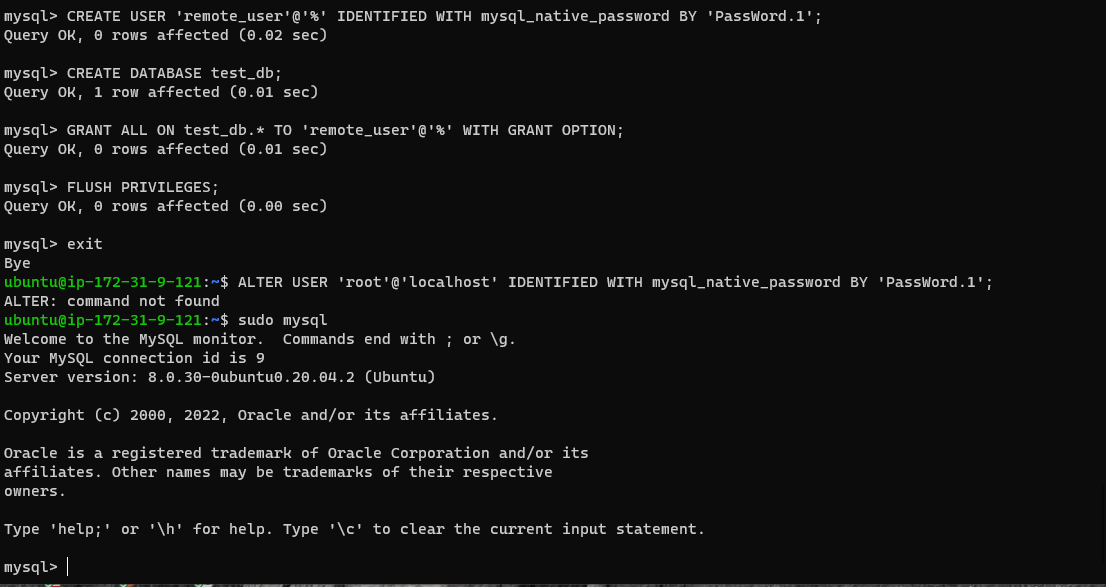 mysql> CREATE USER 'remote_user'@'%' IDENTIFIED WITH mysql_native_password BY 'PassWord.1';
Query OK, 0 rows affected (0.02 sec)
mysql> CREATE DATABASE test_db;
Query OK, 1 row affected (0.01 sec)
mysql> GRANT ALL ON test_db.* TO 'remote_user'@'%' WITH GRANT OPTION;
Query OK, 0 rows affected (0.01 sec)
mysql> FLUSH PRIVILEGES;
Query OK, 0 rows affected (0.00 sec)
mysql> exit
Bye
ubuntu@ip-172-31-9-121:~$ ALTER USER 'root'@'localhost' IDENTIFIED WITH mysql_native_password BY 'PassWord.1';
ALTER: command not found
ubuntu@ip-172-31-9-121:~$ sudo mysql
Welcome to the MySQL monitor.  Commands end with ; or \g.
Your MySQL connection id is 9
Server version: 8.0.30-0ubuntu0.20.04.2 (Ubuntu)
Copyright (c) 2000, 2022, Oracle and/or its affiliates.
Oracle is a registered trademark of Oracle Corporation and/or its
affiliates. Other names may be trademarks of their respective
owners.
Type 'help;' or '\h' for help. Type '\c' to clear the current input statement.
mysql>